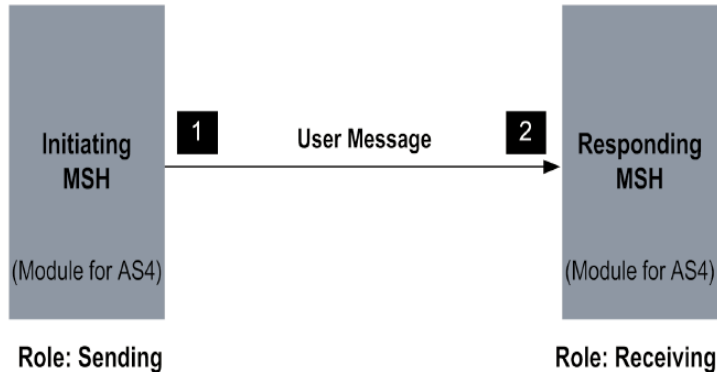 Initiating
MSH
(Module for AS4)
Role: Sending
1
User Message
2
Responding
MSH
(Module for AS4)
Role: Receiving